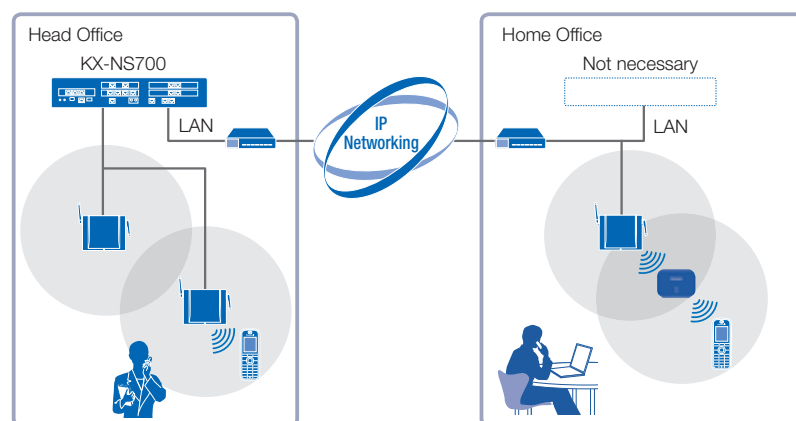 Head Office
KX-NS700
LAN
IP
Networking
Home Office
Not necessary
LAN